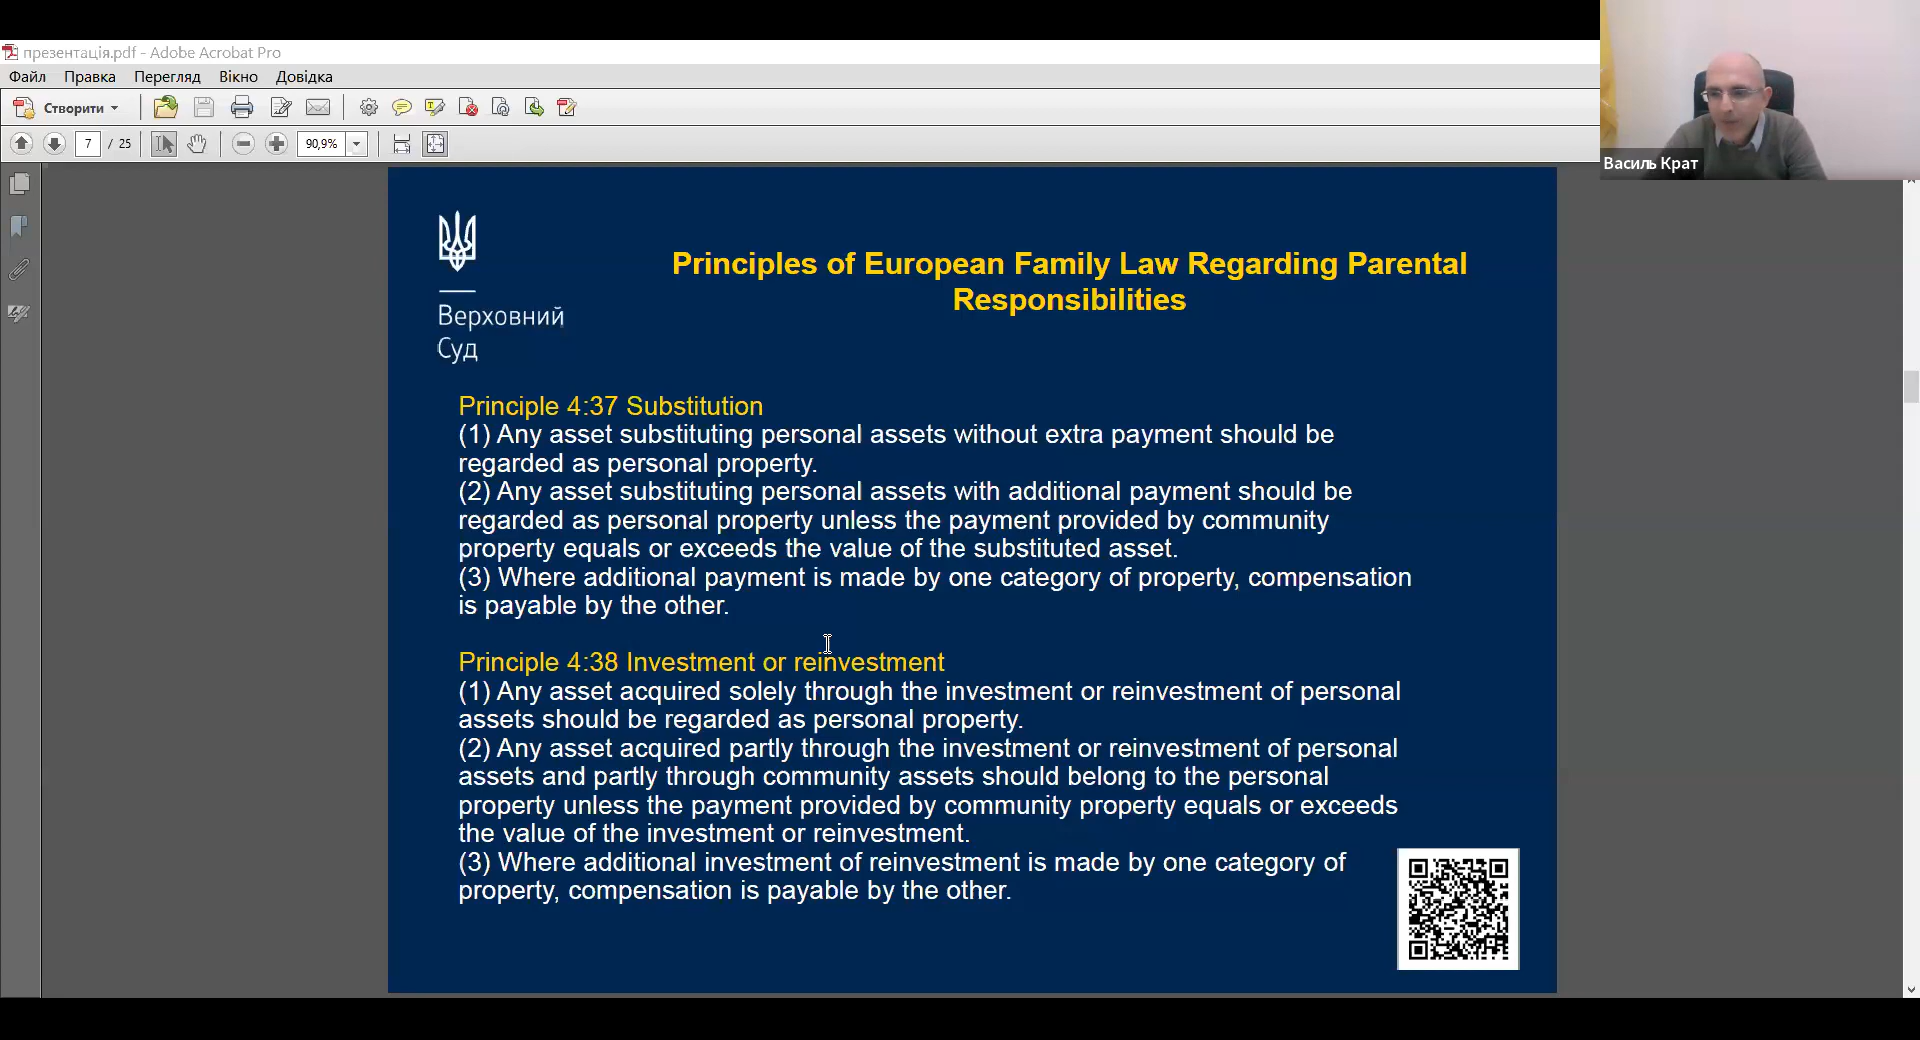 презентація.pdf - Adobe Acrobat Pro
Файл Правка Перегляд Вікно Довідка
Створити
7 / 25 90,9%
Василь Крат
Верховний
Суд
Principles of European Family Law Regarding Parental
Responsibilities
Principle 4:37 Substitution
(1) Any asset substituting personal assets without extra payment should be
regarded as personal property.
(2) Any asset substituting personal assets with additional payment should be
regarded as personal property unless the payment provided by community
property equals or exceeds the value of the substituted asset.
(3) Where additional payment is made by one category of property, compensation
is payable by the other.
Principle 4:38 Investment or reinvestment
(1) Any asset acquired solely through the investment or reinvestment of personal
assets should be regarded as personal property.
(2) Any asset acquired partly through the investment or reinvestment of personal
assets and partly through community assets should belong to the personal
property unless the payment provided by community property equals or exceeds
the value of the investment or reinvestment.
(3) Where additional investment of reinvestment is made by one category of
property, compensation is payable by the other.